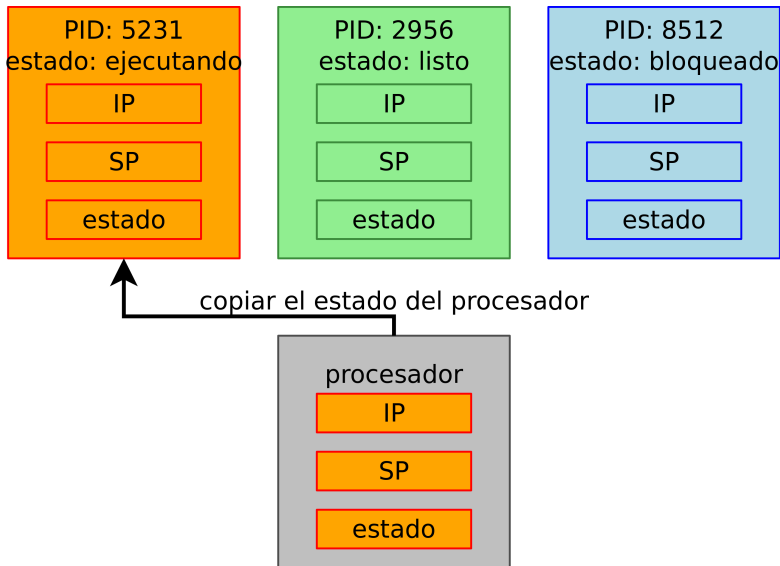 PID: 5231
estado: ejecutando
IP
SP
estado
PID: 2956
estado: listo
IP
SP
estado
PID: 8512
estado: bloqueado
IP
SP
estado
copiar el estado del procesador
procesador
IP
SP
estado